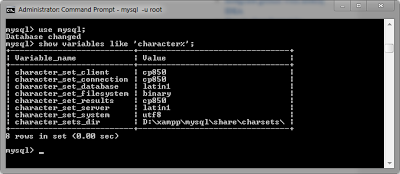 Administrator: Command Prompt - mysql -u root
mysql> use mysql;
Database changed
mysql> show variables like 'character%';
| Variable_name | Value |
| character_set_client | cp850 |
| character_set_connection | cp850 |
| character_set_database | latin1 |
| character_set_filesystem | binary |
| character_set_results | cp850 |
| character_set_server | latin1 |
| character_set_system | utf8 |
| character_sets_dir | D:\xampp\mysql\share\charsets\ |
8 rows in set (0.00 sec)
mysql> _